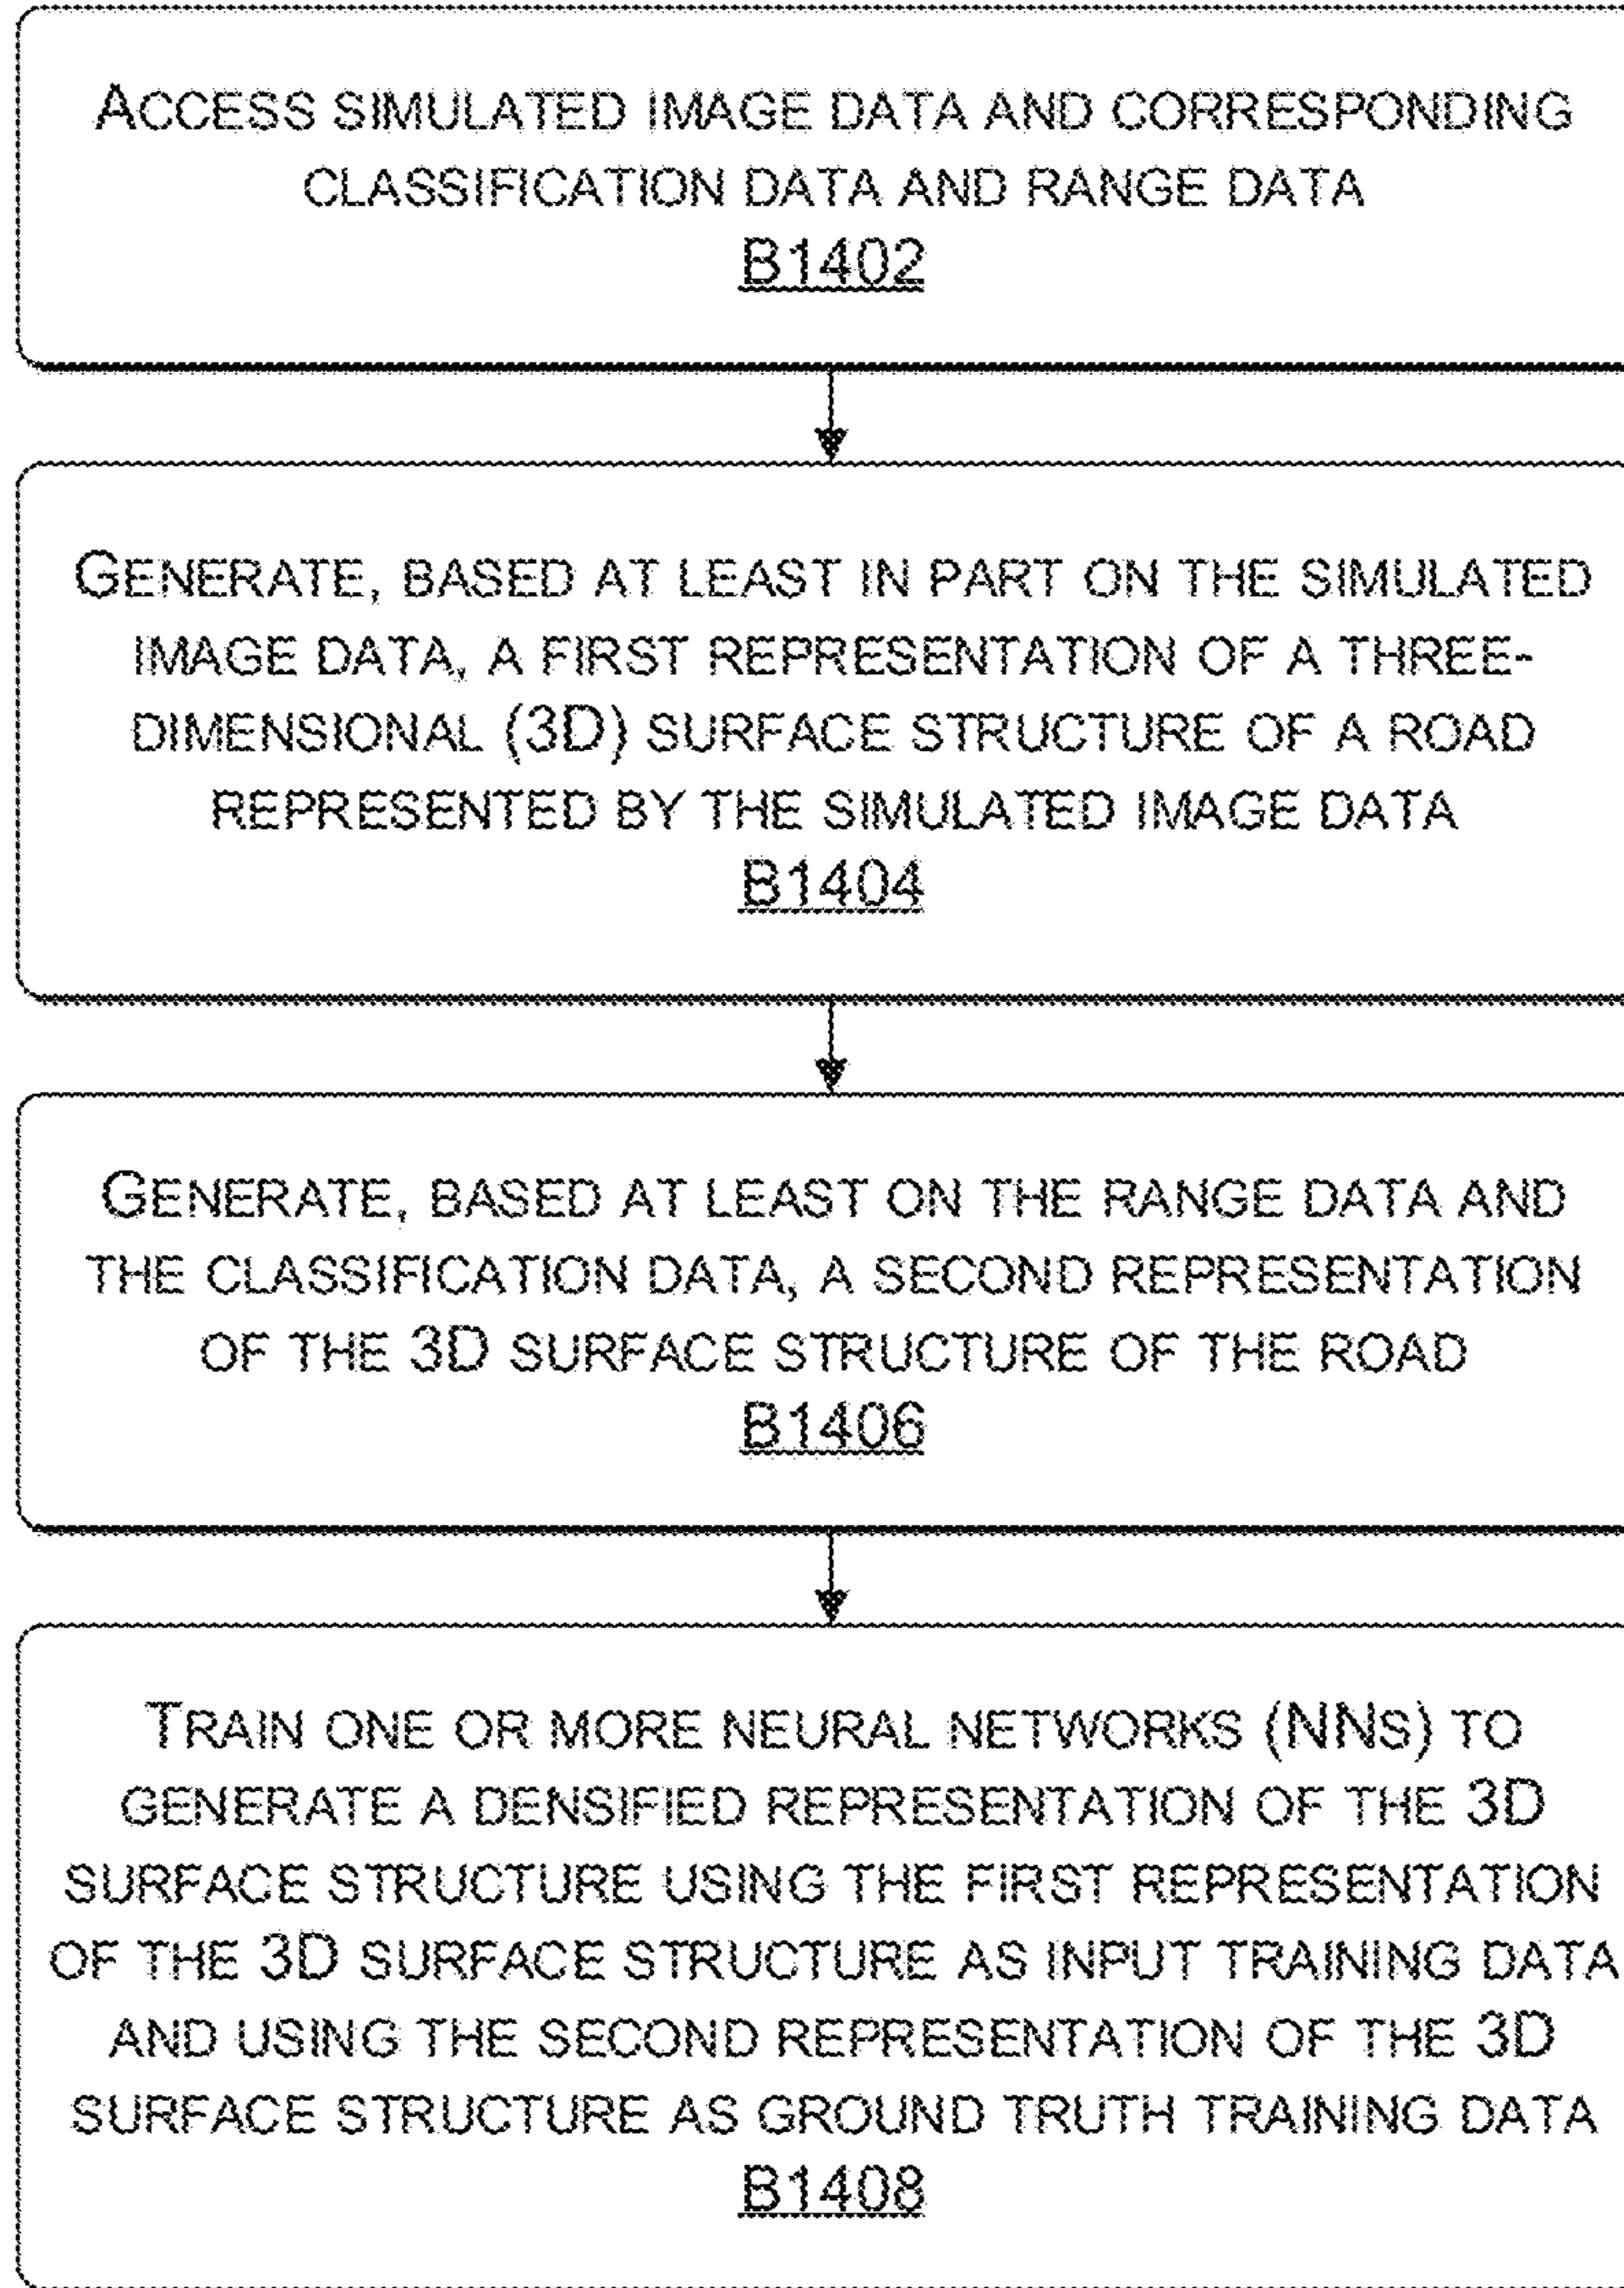 ACCESS SIMULATED IMAGE DATA AND CORRESPONDING
CLASSIFICATION DATA AND RANGE DATA
B1402
GENERATE, BASED AT LEAST IN PART ON THE SIMULATED
IMAGE DATA, A FIRST REPRESENTATION OF A THREE-
DIMENSIONAL (3D) SURFACE STRUCTURE OF A ROAD
REPRESENTED BY THE SIMULATED IMAGE DATA
B1404
GENERATE, BASED AT LEAST ON THE RANGE DATA AND
THE CLASSIFICATION DATA, A SECOND REPRESENTATION
OF THE 3D SURFACE STRUCTURE OF THE ROAD
B1406
TRAIN ONE OR MORE NEURAL NETWORKS (NNS) TO
GENERATE A DENSIFIED REPRESENTATION OF THE 3D
SURFACE STRUCTURE USING THE FIRST REPRESENTATION
OF THE 3D SURFACE STRUCTURE AS INPUT TRAINING DATA
AND USING THE SECOND REPRESENTATION OF THE 3D
SURFACE STRUCTURE AS GROUND TRUTH TRAINING DATA
B1408